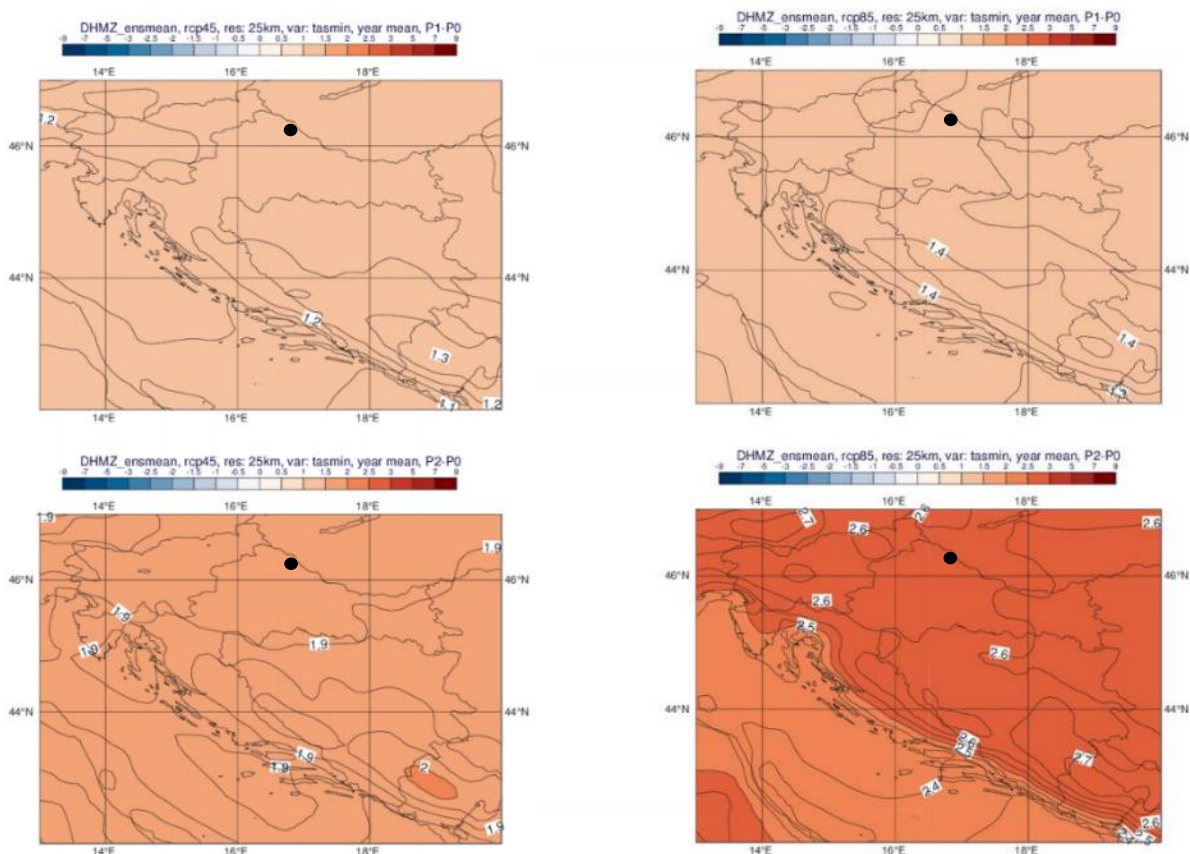 DHMZ_ensmean, rcp45, res: 25km, var: tasmin, year mean, P1-P0
-9 -7 -5 -3 -2.5 -2 -1.5 -1 -0.5 0 0.5 1 1.5 2 2.5 3 5 7 9
14°E 16°E 18°E
1.2
46°N 46°N
44°N 44°N
1.2
1.3
1.1 1.2
14°E 16°E 18°E
DHMZ_ensmean, rcp85, res: 25km, var: tasmin, year mean, P1-P0
-9 -7 -5 -3 -2.5 -2 -1.5 -1 -0.5 0 0.5 1 1.5 2 2.5 3 5 7 9
14°E 16°E 18°E
46°N 46°N
1.4
44°N 44°N
1.4
1.4
1.3
14°E 16°E 18°E
DHMZ_ensmean, rcp45, res: 25km, var: tasmin, year mean, P2-P0
-9 -7 -5 -3 -2.5 -2 -1.5 -1 -0.5 0 0.5 1 1.5 2 2.5 3 5 7 9
14°E 16°E 18°E
1.9
1.9
46°N 46°N
1.9
1.9 1.9
44°N 44°N
1.9
1.9 2
1.9
14°E 16°E 18°E
DHMZ_ensmean, rcp85, res: 25km, var: tasmin, year mean, P2-P0
-9 -7 -5 -3 -2.5 -2 -1.5 -1 -0.5 0 0.5 1 1.5 2 2.5 3 5 7 9
14°E 16°E 18°E
2.7 2.6 2.6
2.6
46°N 46°N
2.6
2.5
2.6
44°N 44°N
2.6
2.5
2.7
2.4
2.6
2.4 2.5
14°E 16°E 18°E